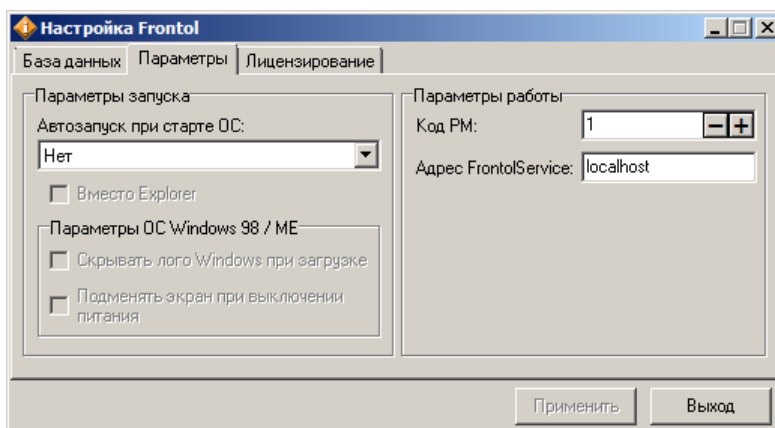 Настройка Frontol
База данных
Параметры
Лицензирование
Параметры запуска
Автозапуск при старте ОС:
Нет
Вместо Explorer
Параметры ОС Windows 98 / ME
Скрывать лого Windows при загрузке
Подменять экран при выключении
питания
Параметры работы
Код РМ:
1
Адрес FrontolService:
localhost
Применить
Выход